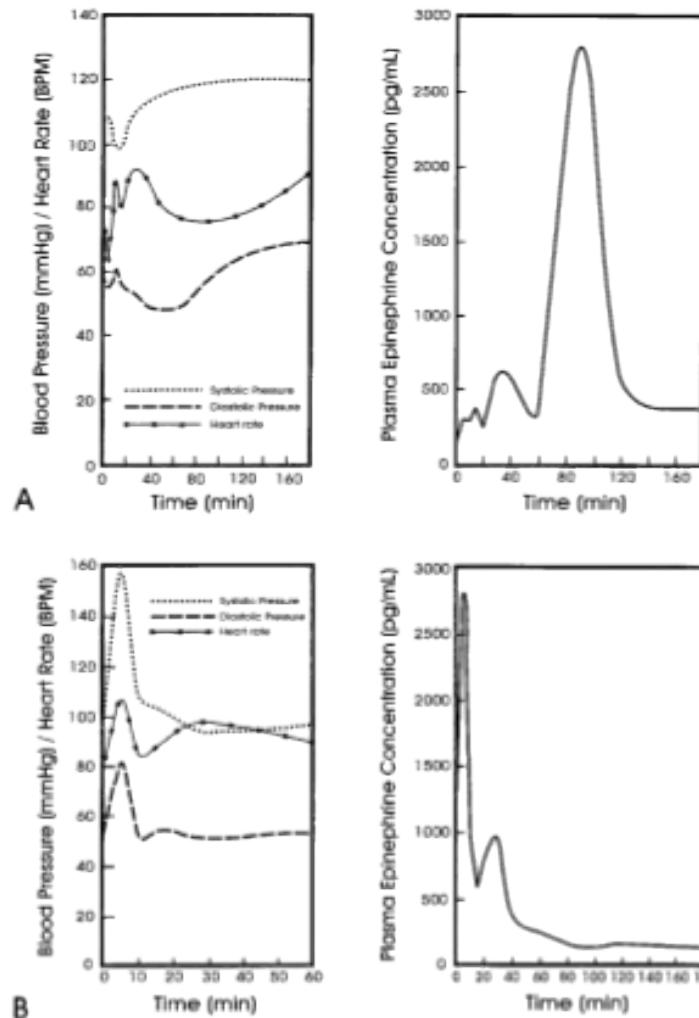 Blood Pressure (mmHg) / Heart Rate (BPM)
140
120
100
80
60
40
20
0
Systolic Pressure
Diastolic Pressure
Heart rate
0 40 80 120 160
Time (min)
A
Plasma Epinephrine Concentration (pg/mL)
3000
2500
2000
1500
1000
500
0
0 40 80 120 160
Time (min)
Blood Pressure (mmHg) / Heart Rate (BPM)
160
140
120
100
80
60
40
20
0
Systolic Pressure
Diastolic Pressure
Heart rate
0 10 20 30 40 50 60
Time (min)
B
Plasma Epinephrine Concentration (pg/mL)
3000
2500
2000
1500
1000
500
0
0 20 40 60 80 100 120 140
Time (min)